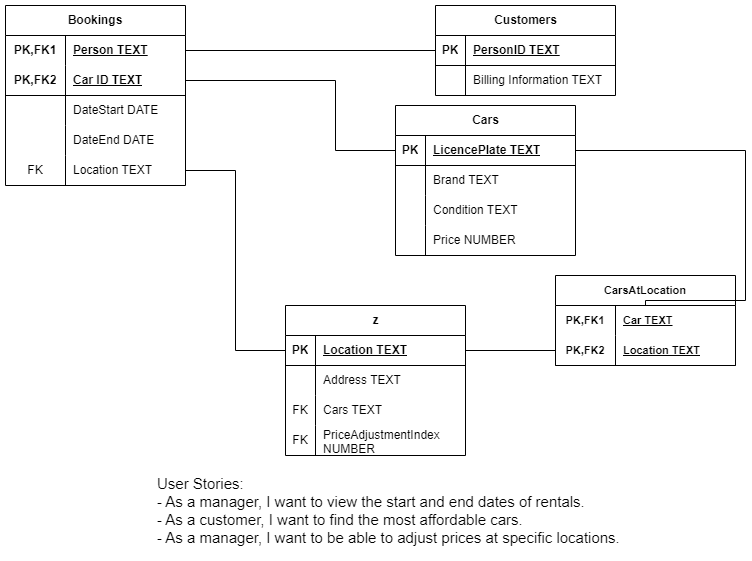 Bookings
PK,FK1 Person TEXT
PK,FK2 Car ID TEXT
DateStart DATE
DateEnd DATE
FK Location TEXT
Customers
PK PersonID TEXT
Billing Information TEXT
Cars
PK LicencePlate TEXT
Brand TEXT
Condition TEXT
Price NUMBER
CarsAtLocation
PK,FK1 Car TEXT
PK,FK2 Location TEXT
z
PK Location TEXT
Address TEXT
FK Cars TEXT
FK PriceAdjustmentIndex
NUMBER
User Stories:
- As a manager, I want to view the start and end dates of rentals.
- As a customer, I want to find the most affordable cars.
- As a manager, I want to be able to adjust prices at specific locations.